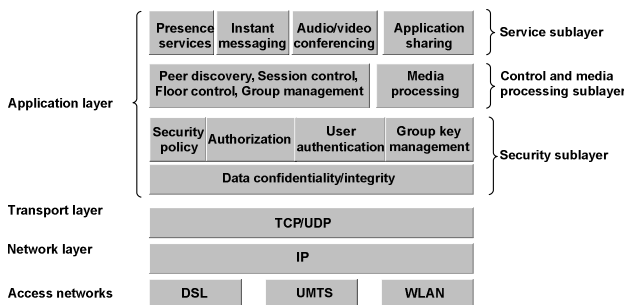 Presence services
Instant messaging
Audio/video conferencing
Application sharing
Service sublayer
Application layer
Peer discovery, Session control,
Floor control, Group management
Media processing
Control and media
processing sublayer
Security policy
Authorization
User authentication
Group key management
Security sublayer
Data confidentiality/integrity
Transport layer
TCP/UDP
Network layer
IP
Access networks
DSL
UMTS
WLAN